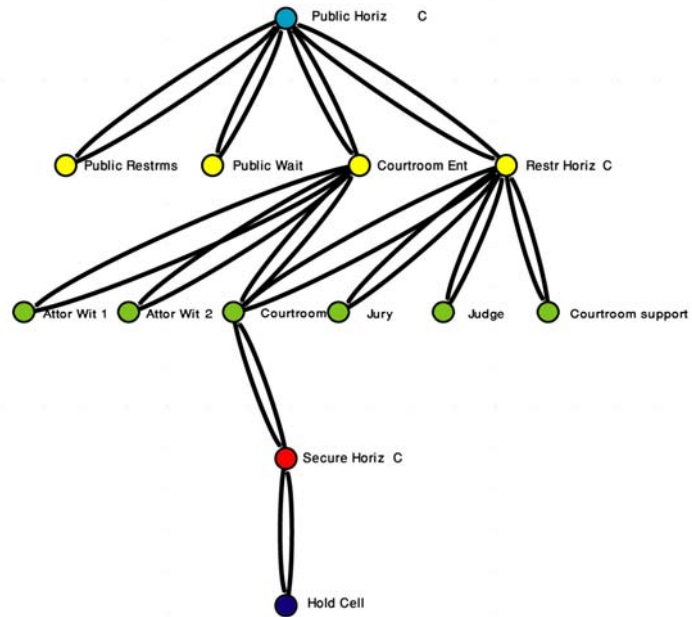 Public Horiz C
Public Restrms
Public Wait
Courtroom Ent
Restr Horiz C
Attor Wit 1
Attor Wit 2
Courtroom
Jury
Judge
Courtroom support
Secure Horiz C
Hold Cell